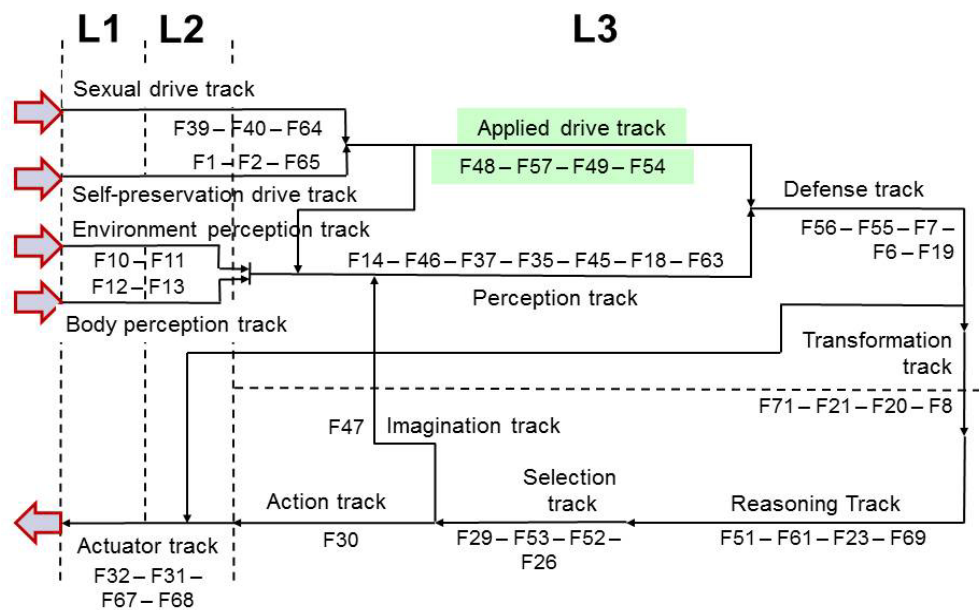 L1 L2 L3
Sexual drive track
F39 – F40 – F64
Applied drive track
F1 – F2 – F65
F48 – F57 – F49 – F54
Self-preservation drive track
Defense track
Environment perception track
F56 – F55 – F7 –
F6 – F19
F10 – F11
F14 – F46 – F37 – F35 – F45 – F18 – F63
F12 – F13
Perception track
Body perception track
Transformation
track
F71 – F21 – F20 – F8
F47 Imagination track
Selection
track
Action track
Reasoning Track
F30
F29 – F53 – F52 –
F26
F51 – F61 – F23 – F69
Actuator track
F32 – F31 –
F67 – F68